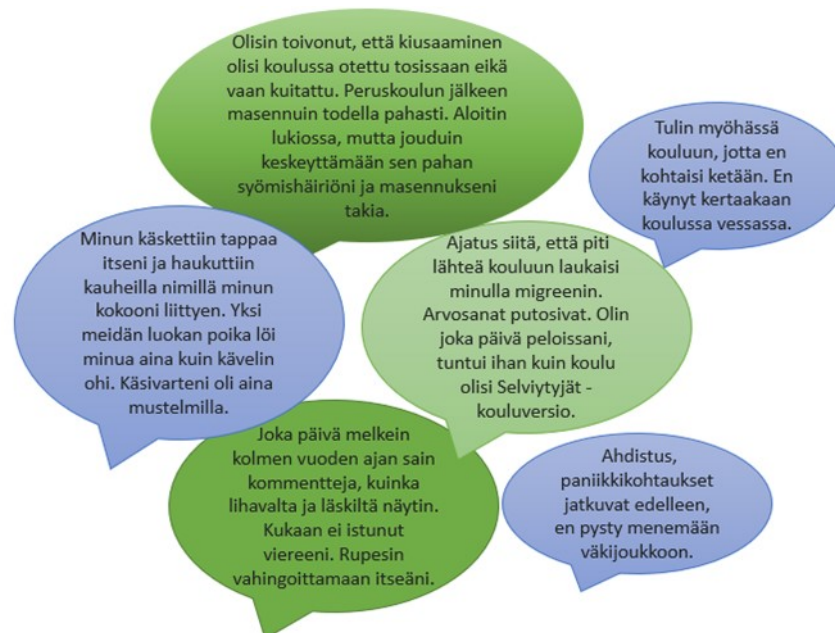 Olisin toivonut, että kiusaaminen
olisi koulussa otettu tosissaan eikä
vaan kuitattu. Peruskoulun jälkeen
masennuin todella pahasti. Aloitin
lukiossa, mutta jouduin
keskeyttämään sen pahan
syömishäiriöni ja masennukseni
takia.
Tulin myöhässä
kouluun, jotta en
kohtaisi ketään. En
käynyt kertaakaan
koulussa vessassa.
Minun käskettiin tappaa
itseni ja haukuttiin
kauheilla nimillä minun
kokooni liittyen. Yksi
meidän luokan poika löi
minua aina kuin kävelin
ohi. Käsivarteni oli aina
mustelmilla.
Ajatus siitä, että piti
lähteä kouluun laukaisi
minulla migreenin.
Arvosanat putosivat. Olin
joka päivä peloissani,
tuntui ihan kuin koulu
olisi Selviytyjät -
kouluversio.
Joka päivä melkein
kolmen vuoden ajan sain
kommentteja, kuinka
lihavalta ja läskiltä näytin.
Kukaan ei istunut
viereeni. Rupesin
vahingoittamaan itseäni.
Ahdistus,
paniikkikohtaukset
jatkuvat edelleen,
en pysty menemään
väkijoukkoon.